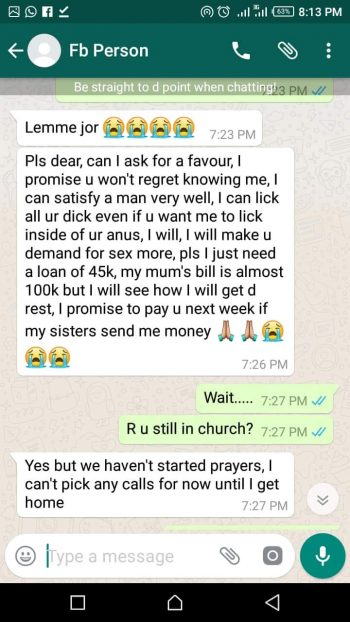 63% 8:13 PM
Fb Person
Be straight to d point when chatting!
Lemme jor 😭😭😭😭
7:23 PM
Pls dear, can I ask for a favour, I
promise u won't regret knowing me, I
can satisfy a man very well, I can lick
all ur dick even if u want me to lick
inside of ur anus, I will, I will make u
demand for sex more, pls I just need
a loan of 45k, my mum's bill is almost
100k but I will see how I will get d
rest, I promise to pay u next week if
my sisters send me money 🙏🙏😭
😭😭
7:26 PM
Wait..... 7:27 PM
R u still in church? 7:27 PM
Yes but we haven't started prayers, I
can't pick any calls for now until I get
home
7:27 PM
Type a message